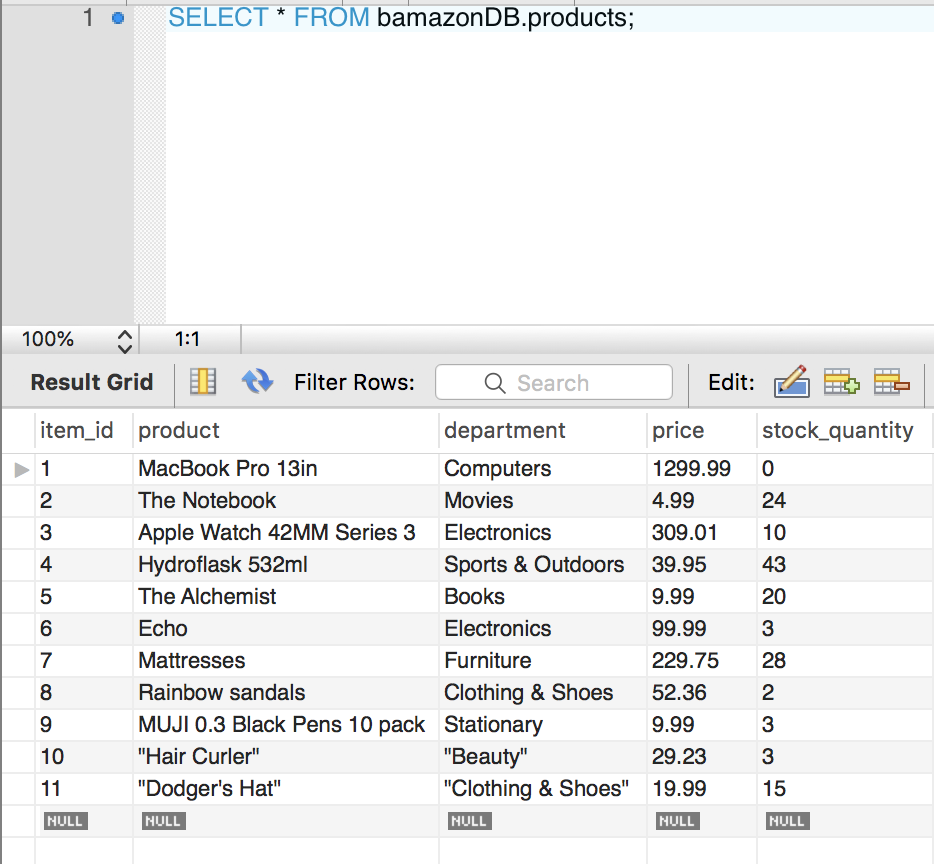 1 SELECT * FROM bamazonDB.products;
100% 1:1
Result Grid Filter Rows: Search Edit:
item_id product department price stock_quantity
1 MacBook Pro 13in Computers 1299.99 0
2 The Notebook Movies 4.99 24
3 Apple Watch 42MM Series 3 Electronics 309.01 10
4 Hydroflask 532ml Sports & Outdoors 39.95 43
5 The Alchemist Books 9.99 20
6 Echo Electronics 99.99 3
7 Mattresses Furniture 229.75 28
8 Rainbow sandals Clothing & Shoes 52.36 2
9 MUJI 0.3 Black Pens 10 pack Stationary 9.99 3
10 "Hair Curler" "Beauty" 29.23 3
11 "Dodger's Hat" "Clothing & Shoes" 19.99 15
NULL NULL NULL NULL NULL